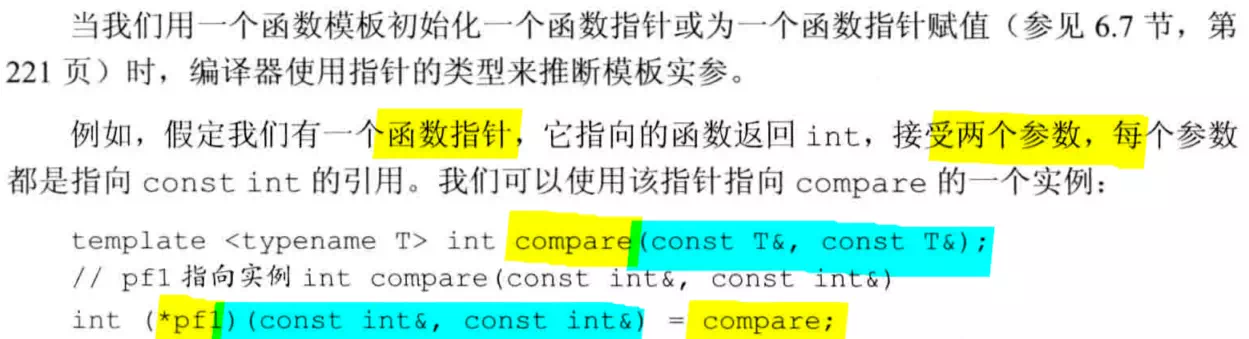 当我们用一个函数模板初始化一个函数指针或为一个函数指针赋值（参见 6.7 节，第
221 页）时，编译器使用指针的类型来推断模板实参。
例如，假定我们有一个函数指针，它指向的函数返回 int，接受两个参数，每个参数
都是指向 const int 的引用。我们可以使用该指针指向 compare 的一个实例：
template <typename T> int compare(const T&, const T&);
// pf1 指向实例 int compare(const int&, const int&)
int (*pf1)(const int&, const int&) = compare;